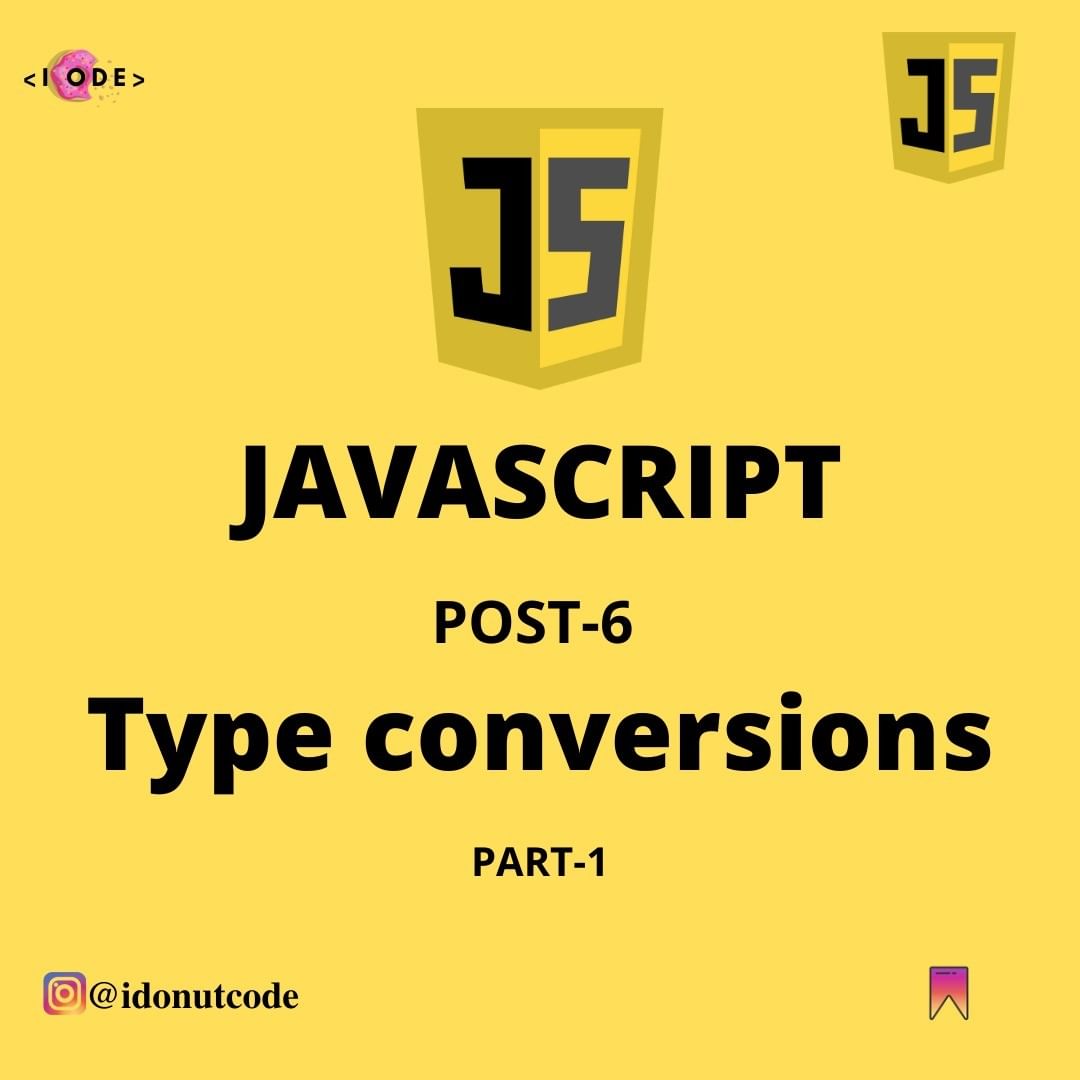 <I ODE>
JS
JS
JAVASCRIPT
POST-6
Type conversions
PART-1
@idonutcode